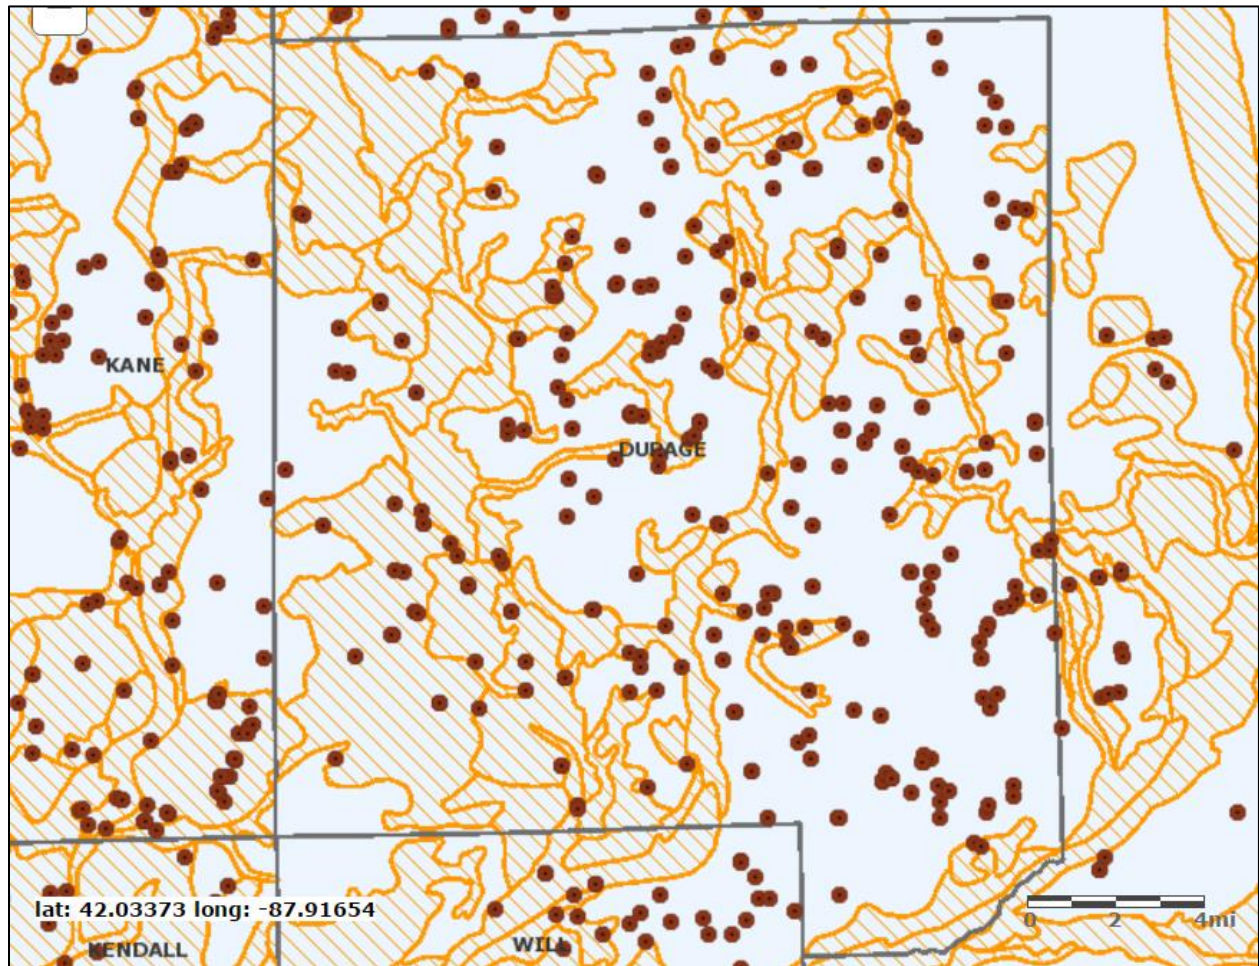 KANE
DUPAGE
lat: 42.03373 long: -87.91654
0 2 4mi
KENDALL
WILL